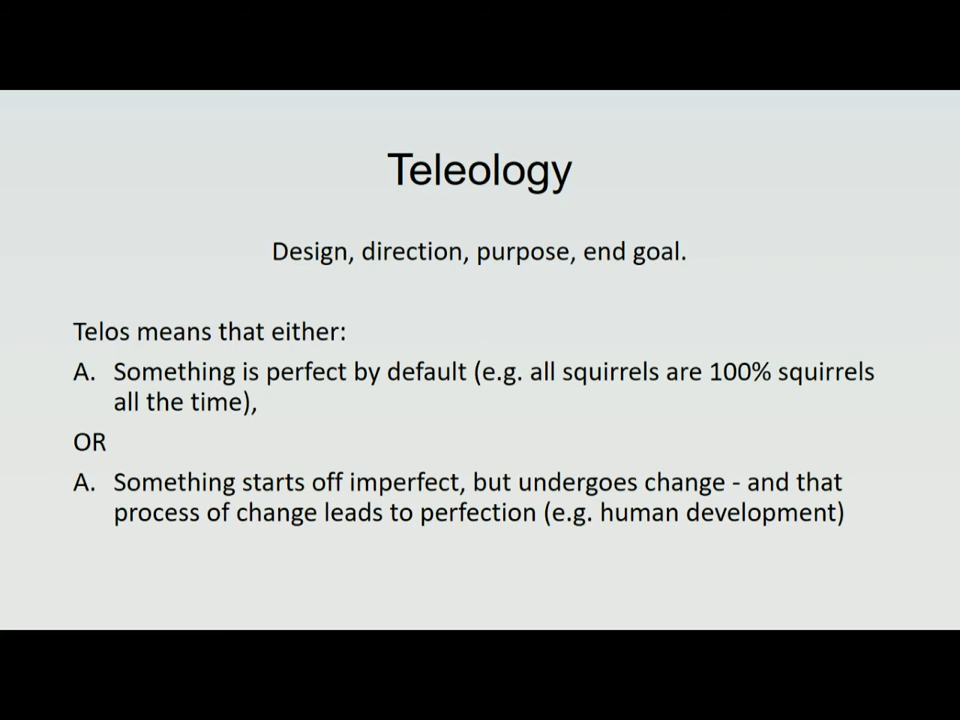 Teleology
Design, direction, purpose, end goal.
Telos means that either:
A. Something is perfect by default (e.g. all squirrels are 100% squirrels
all the time),
OR
A. Something starts off imperfect, but undergoes change - and that
process of change leads to perfection (e.g. human development)